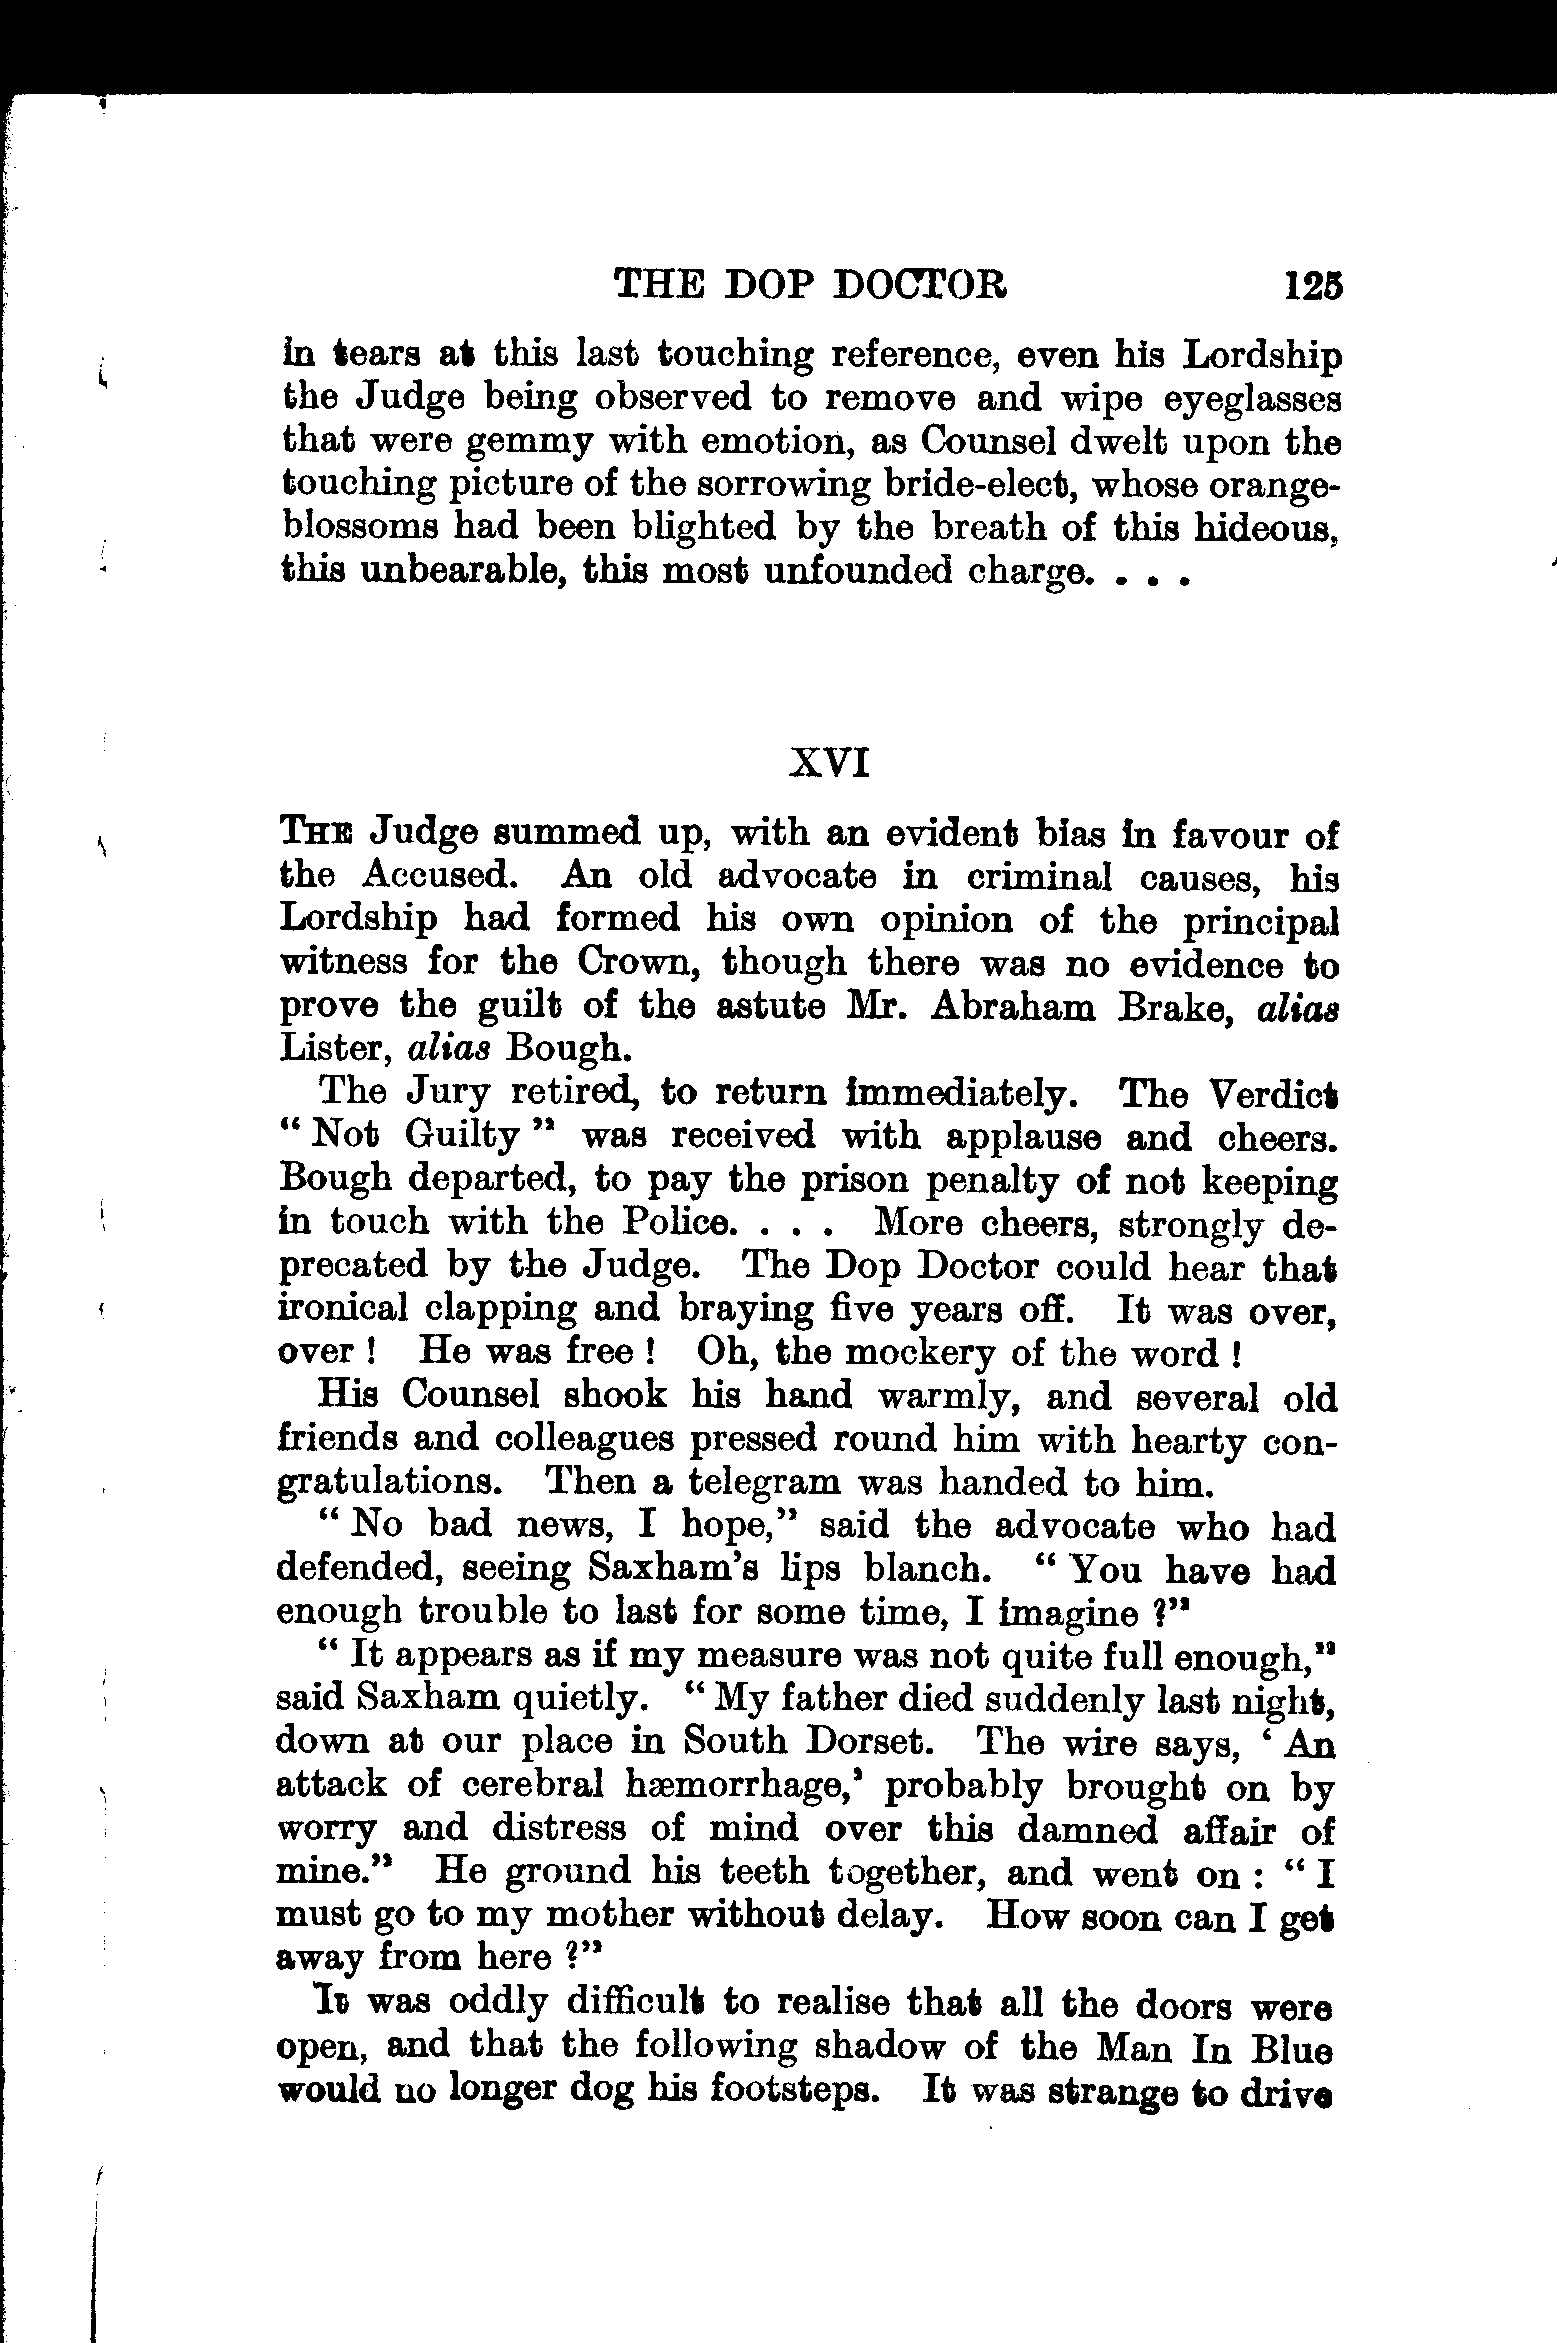 THE DOP DOCTOR 125
in tears at this last touching reference, even his Lordship
the Judge being observed to remove and wipe eyeglasses
that were gemmy with emotion, as Counsel dwelt upon the
touching picture of the sorrowing bride-elect, whose orange-
blossoms had been blighted by the breath of this hideous,
this unbearable, this most unfounded charge. . . .
XVI
THE Judge summed up, with an evident bias in favour of
the Accused. An old advocate in criminal causes, his
Lordship had formed his own opinion of the principal
witness for the Crown, though there was no evidence to
prove the guilt of the astute Mr. Abraham Brake, alias
Lister, alias Bough.
The Jury retired, to return immediately. The Verdict
“ Not Guilty ” was received with applause and cheers.
Bough departed, to pay the prison penalty of not keeping
in touch with the Police. . . . More cheers, strongly de-
precated by the Judge. The Dop Doctor could hear that
ironical clapping and braying five years off. It was over,
over ! He was free ! Oh, the mockery of the word !
His Counsel shook his hand warmly, and several old
friends and colleagues pressed round him with hearty con-
gratulations. Then a telegram was handed to him.
“ No bad news, I hope,” said the advocate who had
defended, seeing Saxham’s lips blanch. “ You have had
enough trouble to last for some time, I imagine ?”
“ It appears as if my measure was not quite full enough,”
said Saxham quietly. “ My father died suddenly last night,
down at our place in South Dorset. The wire says, ‘ An
attack of cerebral hæmorrhage,’ probably brought on by
worry and distress of mind over this damned affair of
mine.” He ground his teeth together, and went on : “ I
must go to my mother without delay. How soon can I get
away from here ?”
It was oddly difficult to realise that all the doors were
open, and that the following shadow of the Man In Blue
would no longer dog his footsteps. It was strange to drive